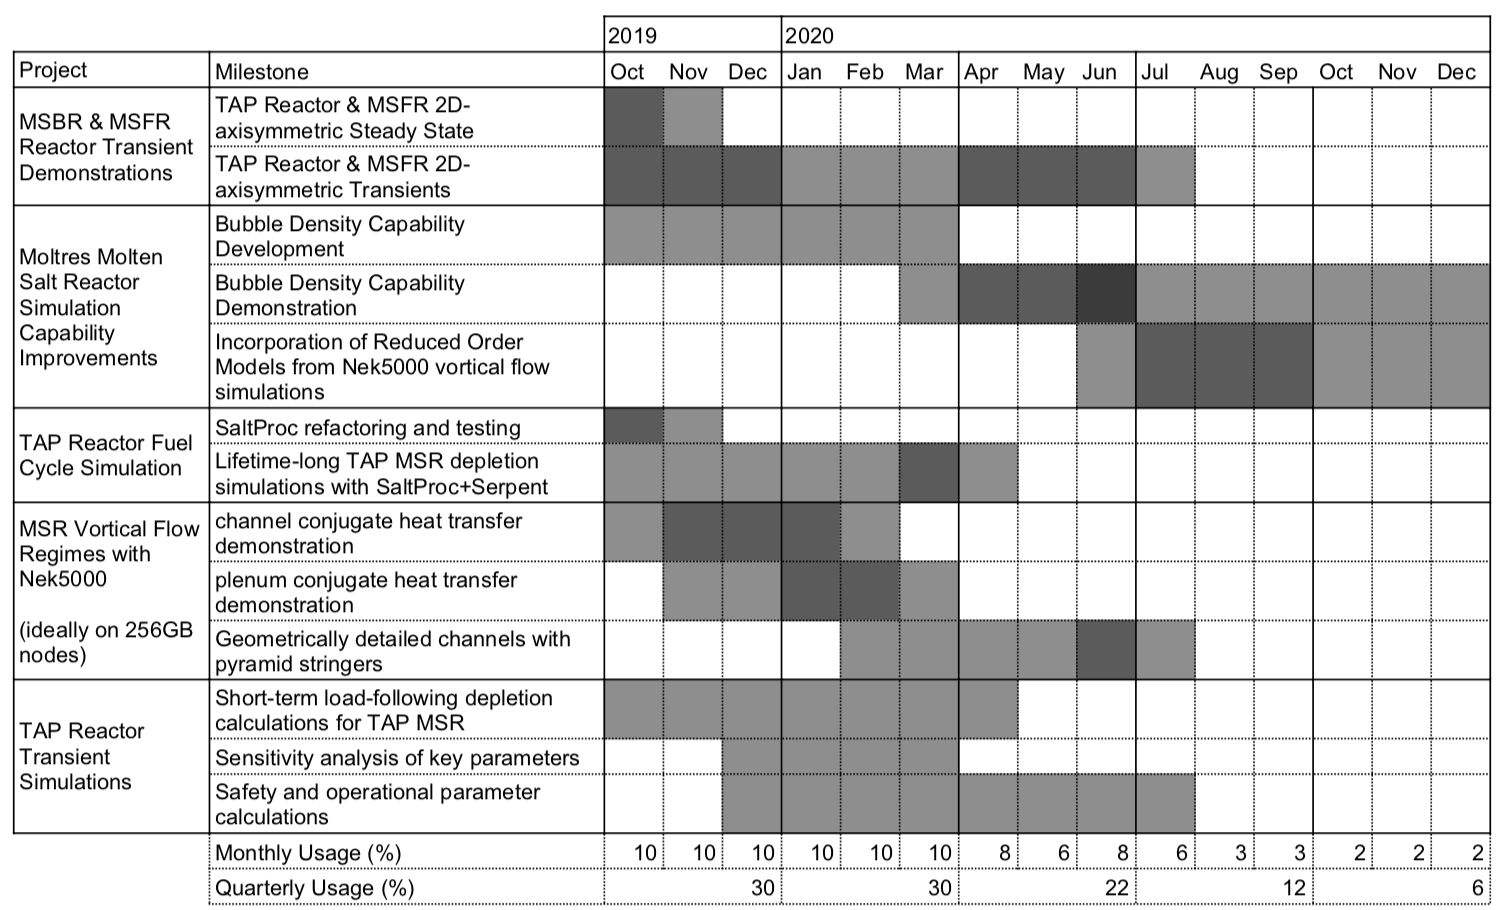 2019 2020
Project Milestone Oct Nov Dec Jan Feb Mar Apr May Jun Jul Aug Sep Oct Nov Dec
MSBR & MSFR
Reactor Transient
Demonstrations
TAP Reactor & MSFR 2D-
axisymmetric Steady State
TAP Reactor & MSFR 2D-
axisymmetric Transients
Moltres Molten
Salt Reactor
Simulation
Capability
Improvements
Bubble Density Capability
Development
Bubble Density Capability
Demonstration
Incorporation of Reduced Order
Models from Nek5000 vortical flow
simulations
TAP Reactor Fuel
Cycle Simulation
SaltProc refactoring and testing
Lifetime-long TAP MSR depletion
simulations with SaltProc+Serpent
MSR Vortical Flow
Regimes with
Nek5000
(ideally on 256GB
nodes)
channel conjugate heat transfer
demonstration
plenum conjugate heat transfer
demonstration
Geometrically detailed channels with
pyramid stringers
TAP Reactor
Transient
Simulations
Short-term load-following depletion
calculations for TAP MSR
Sensitivity analysis of key parameters
Safety and operational parameter
calculations
Monthly Usage (%) 10 10 10 10 10 10 8 6 8 6 3 3 2 2 2
Quarterly Usage (%) 30 30 22 12 6